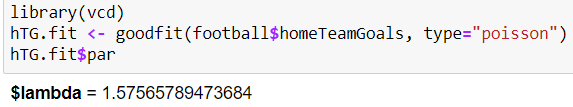 library(vcd)
hTG.fit <- goodfit(football$homeTeamGoals, type="poisson")
hTG.fit$par
$lambda = 1.57565789473684